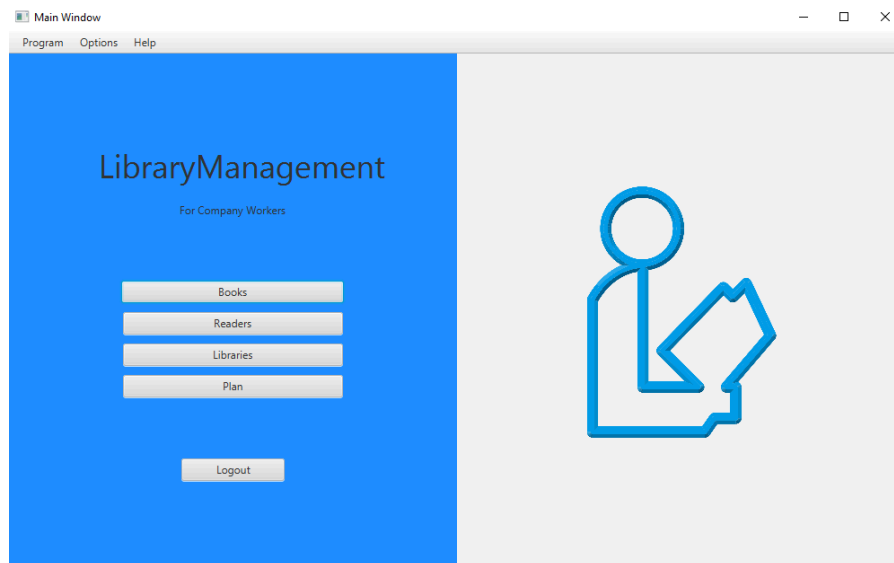 Main Window
Program Options Help
LibraryManagement
For Company Workers
Books
Readers
Libraries
Plan
Logout